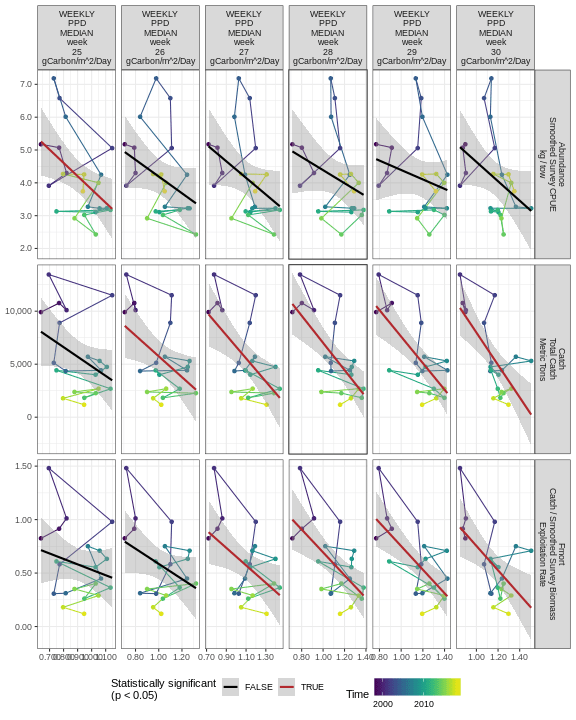 WEEKLY
PPD
MEDIAN
week
25
gCarbon/m^2/Day
WEEKLY
PPD
MEDIAN
week
26
gCarbon/m^2/Day
WEEKLY
PPD
MEDIAN
week
27
gCarbon/m^2/Day
WEEKLY
PPD
MEDIAN
week
28
gCarbon/m^2/Day
WEEKLY
PPD
MEDIAN
week
29
gCarbon/m^2/Day
WEEKLY
PPD
MEDIAN
week
30
gCarbon/m^2/Day
7.0
6.0
5.0
4.0
3.0
2.0
Abundance
Smoothed Survey CPUE
kg / tow
10,000
5,000
0
Catch
Total Catch
Metric Tons
1.50
1.00
0.50
0.00
Fmort
Catch / Smoothed Survey Biomass
Exploitation Rate
0.80 1.00 1.20
0.70 0.90 1.10 1.30
0.80 1.00 1.20 1.40
0.80 1.00 1.20 1.40
1.00 1.20 1.40
Statistically significant
(p < 0.05)
FALSE
TRUE
Time
2000 2010